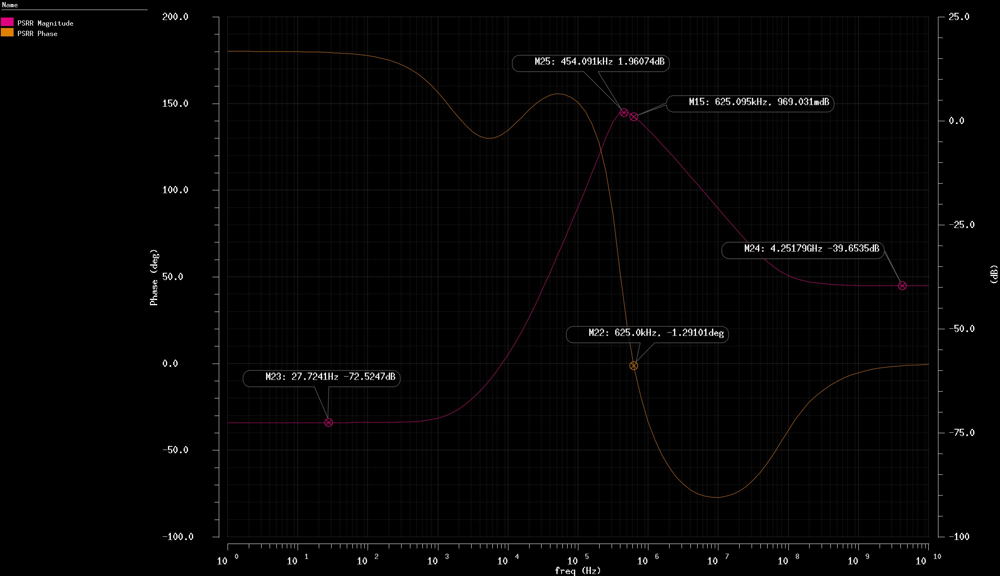 Name
PSRR Magnitude
PSRR Phase
200.0
150.0
100.0
50.0
0.0
-50.0
-100.0
Phase (deg)
25.0
0.0
-25.0
-50.0
-75.0
-100
(dB)
M25: 454.091kHz 1.96074dB
M15: 625.095kHz, 969.031mdB
M24: 4.25179GHz -39.6535dB
M22: 625.0kHz, -1.29101deg
M23: 27.7241Hz -72.5247dB
10 0
10 1
10 2
10 3
10 4
10 5
10 6
10 7
10 8
10 9
10 10
freq (Hz)